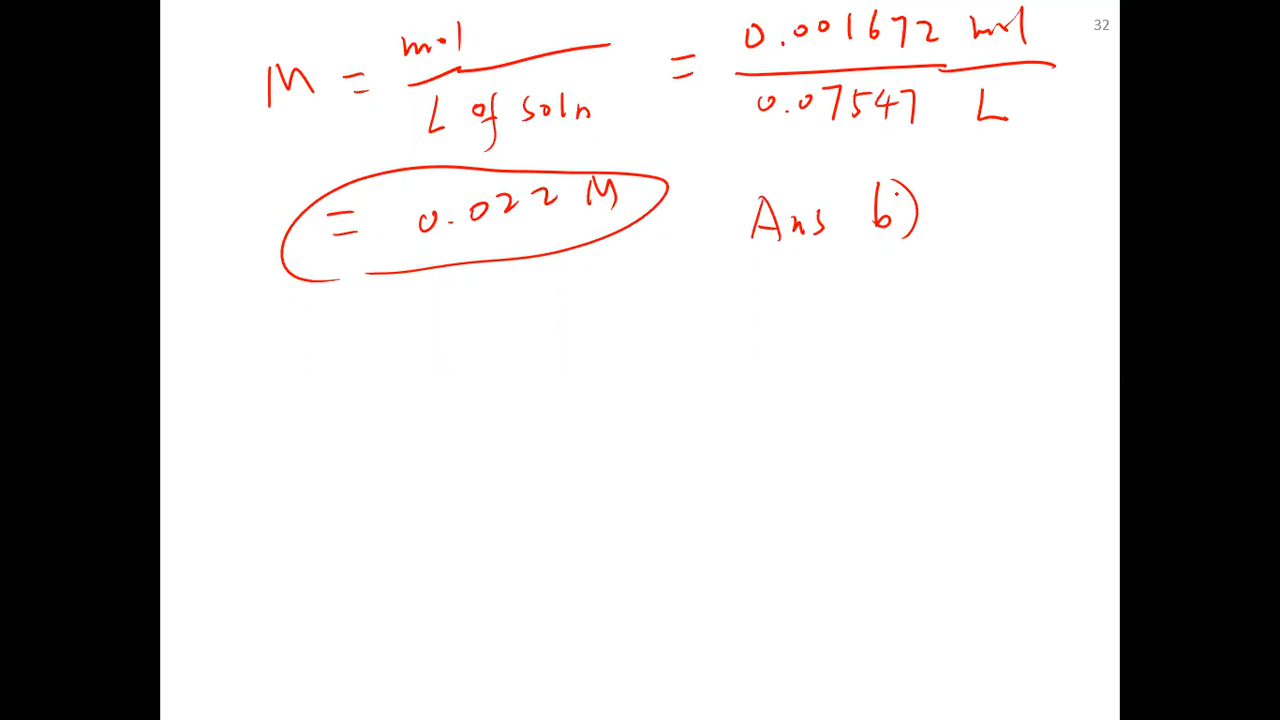 32
M = mol / L of soln = 0.001672 mol / 0.07547 L
= 0.022 M Ans b)